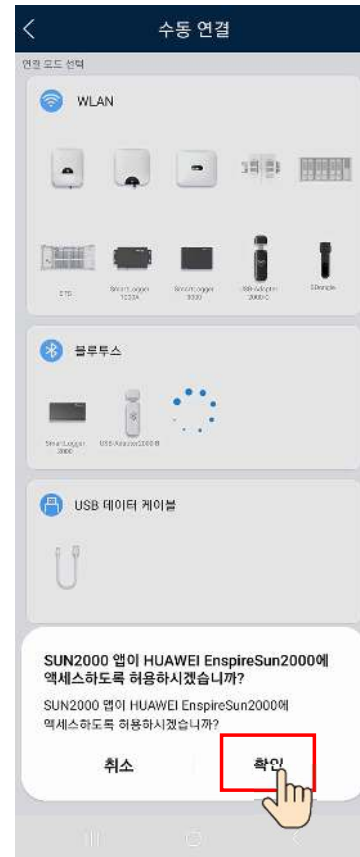 수동 연결
연결 모드 선택
WLAN
STS
SmartLogger
1000A
SmartLogger
3000
USB-Adapter
2000-C
SDongle
블루투스
SmartLogger
2000
USB-Adapter2000-B
USB 데이터 케이블
SUN2000 앱이 HUAWEI EnspireSun2000에
액세스하도록 허용하시겠습니까?
SUN2000 앱이 HUAWEI EnspireSun2000에
액세스하도록 허용하시겠습니까?
취소
확인